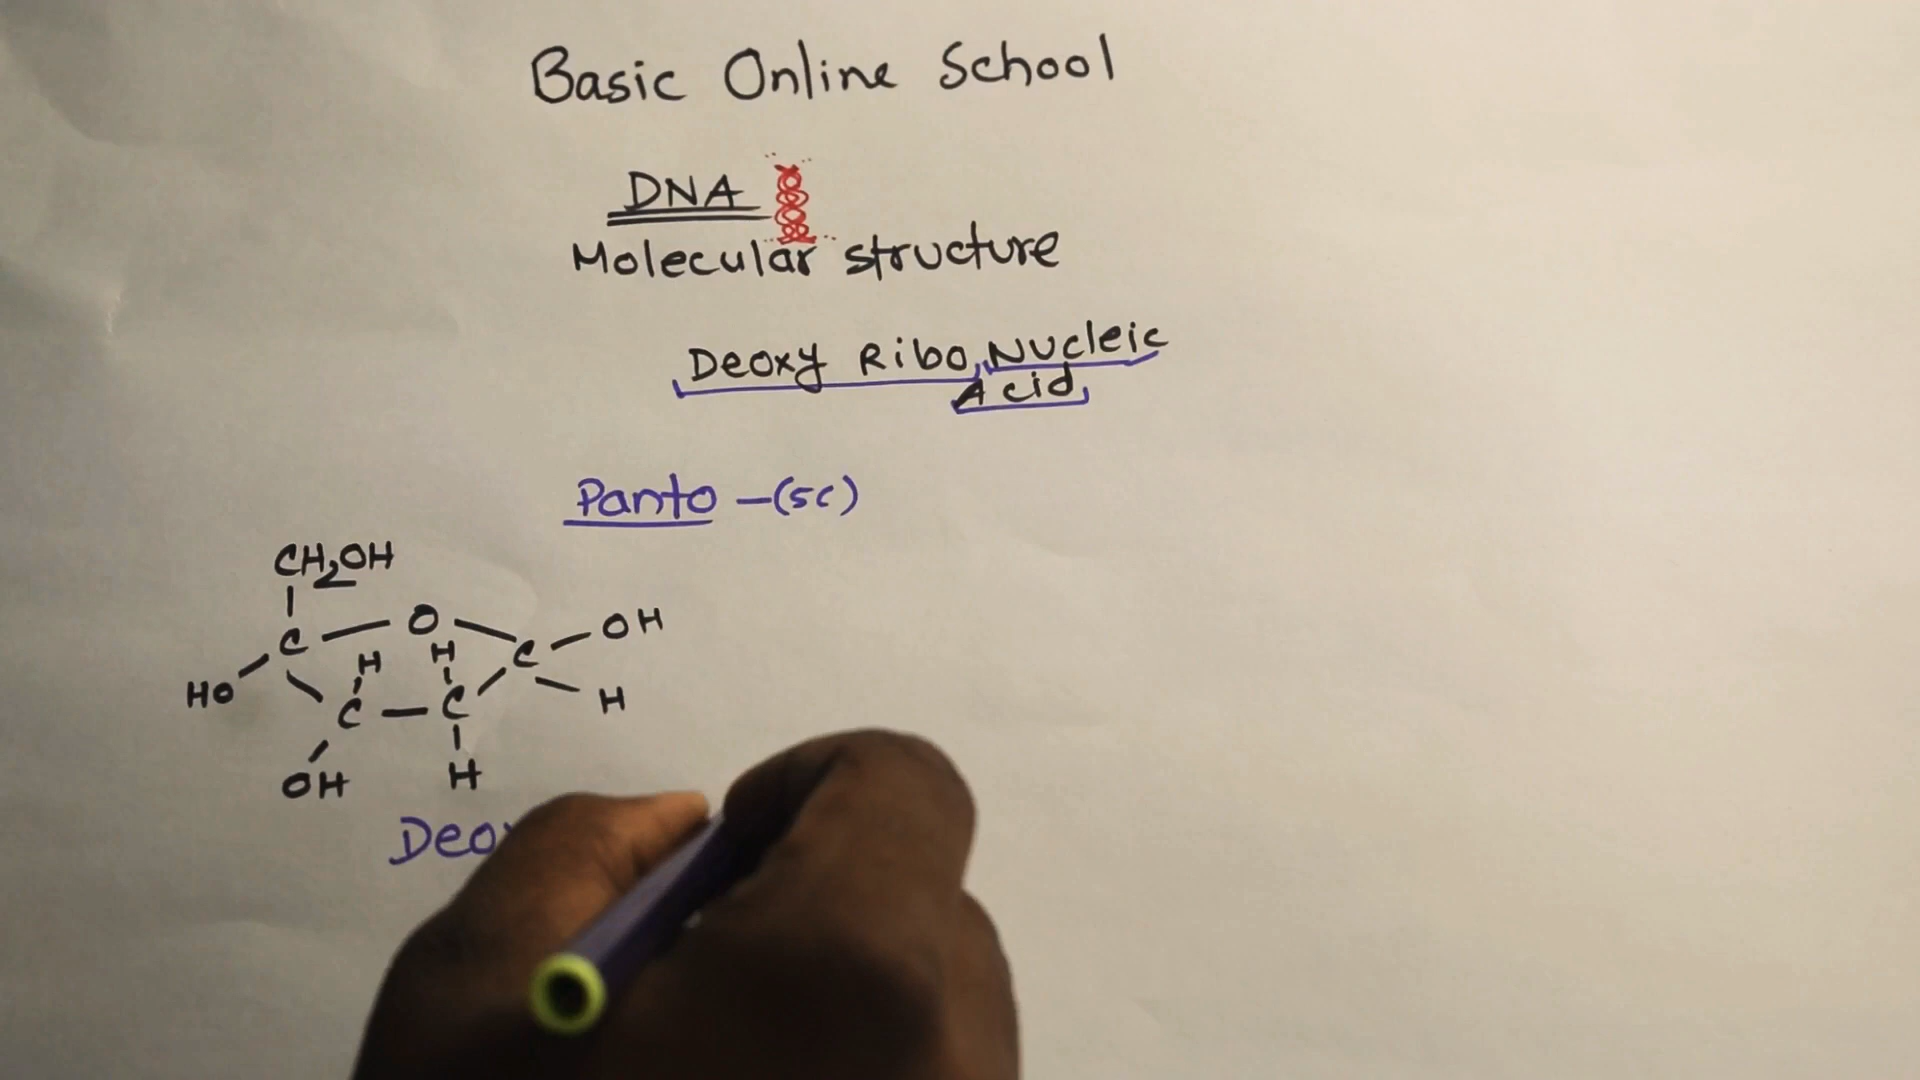 Basic Online School
DNA
Molecular structure
Deoxy Ribo Nucleic
Acid
Panto -(5C)
CH2OH
C O C OH
H H
HO C C H
OH H